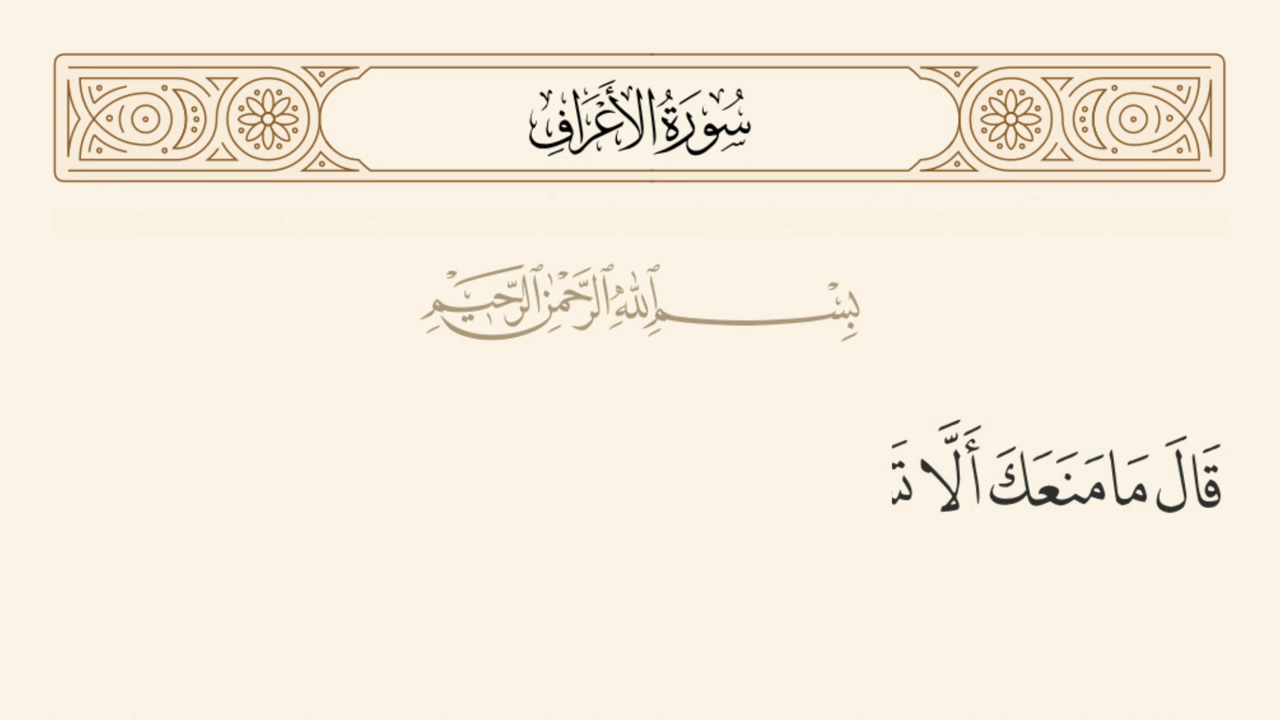 سُورَةُ الأَعْرَافِ
بِسْمِ ٱللَّهِ ٱلرَّحْمَٰنِ ٱلرَّحِيمِ
قَالَ مَا مَنَعَكَ أَلَّا